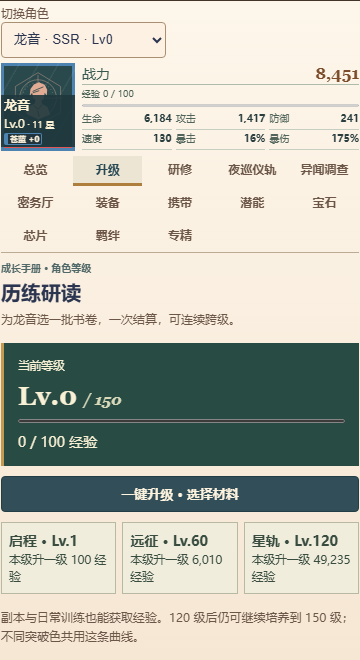 切换角色
龙音 · SSR · Lv0
龙音
Lv.0 · 11 星
苍蓝 +0
战力 8,451
经验 0 / 100
生命 6,184 攻击 1,417 防御 241
速度 130 暴击 16% 暴伤 175%
总览 升级 研修 夜巡仪轨 异闻调查
密务厅 装备 携带 潜能 宝石
芯片 羁绊 专精
成长手册 • 角色等级
历练研读
为龙音选一批书卷，一次结算，可连续跨级。
当前等级
Lv.0 / 150
0 / 100 经验
一键升级 • 选择材料
启程 • Lv.1
本级升一级 100 经
验
远征 • Lv.60
本级升一级 6,010
经验
星轨 • Lv.120
本级升一级 49,235
经验
副本与日常训练也能获取经验。120 级后仍可继续培养到 150 级；
不同突破色共用这条曲线。